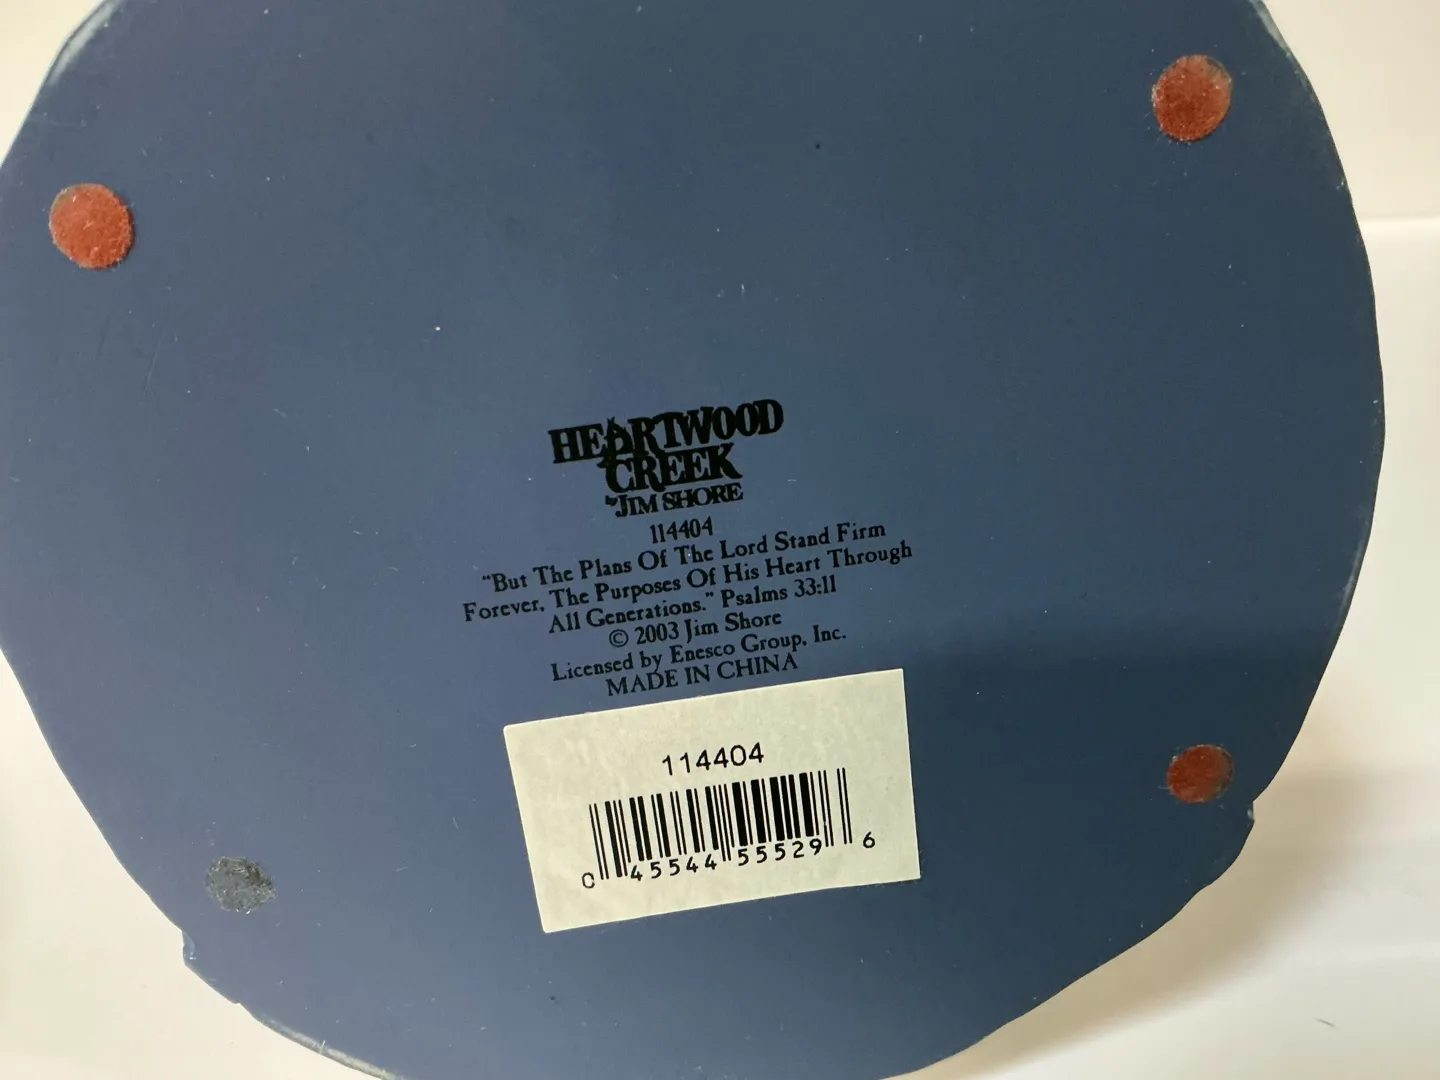 HEARTWOOD
CREEK
by JIM SHORE
114404
"But The Plans Of The Lord Stand Firm
Forever, The Purposes Of His Heart Through
All Generations." Psalms 33:11
© 2003 Jim Shore
Licensed by Enesco Group, Inc.
MADE IN CHINA
114404
0 45544 55529 6